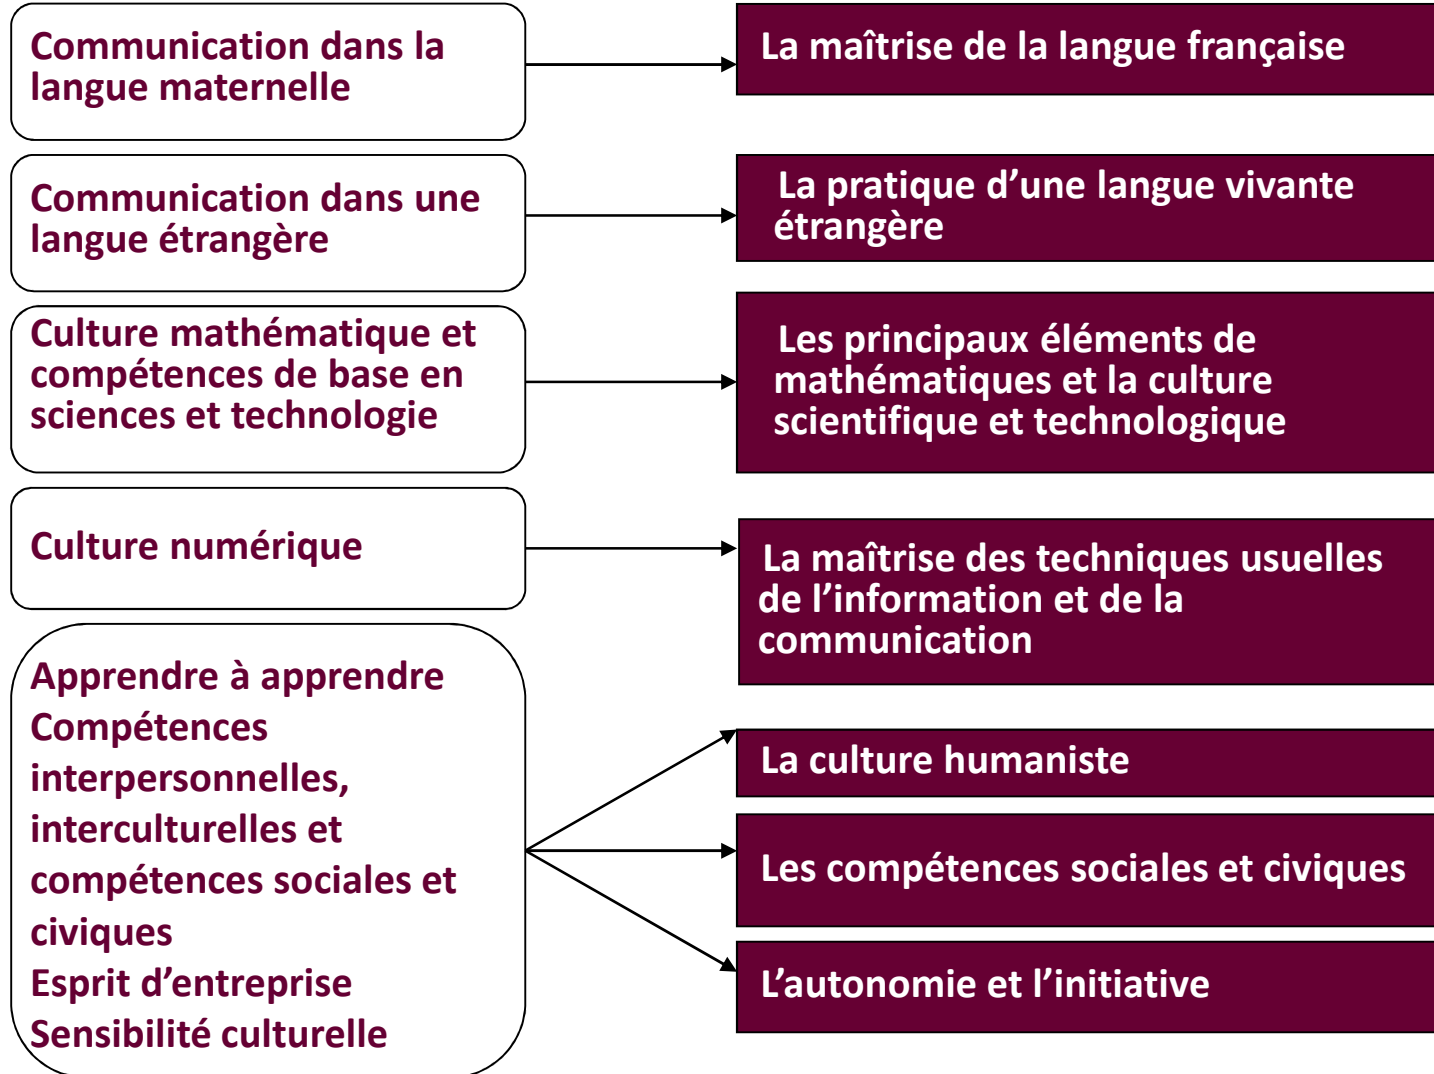 Communication dans la
langue maternelle
La maîtrise de la langue française
Communication dans une
langue étrangère
La pratique d’une langue vivante
étrangère
Culture mathématique et
compétences de base en
sciences et technologie
Les principaux éléments de
mathématiques et la culture
scientifique et technologique
Culture numérique
La maîtrise des techniques usuelles
de l’information et de la
communication
Apprendre à apprendre
Compétences
interpersonnelles,
interculturelles et
compétences sociales et
civiques
Esprit d’entreprise
Sensibilité culturelle
La culture humaniste
Les compétences sociales et civiques
L’autonomie et l’initiative